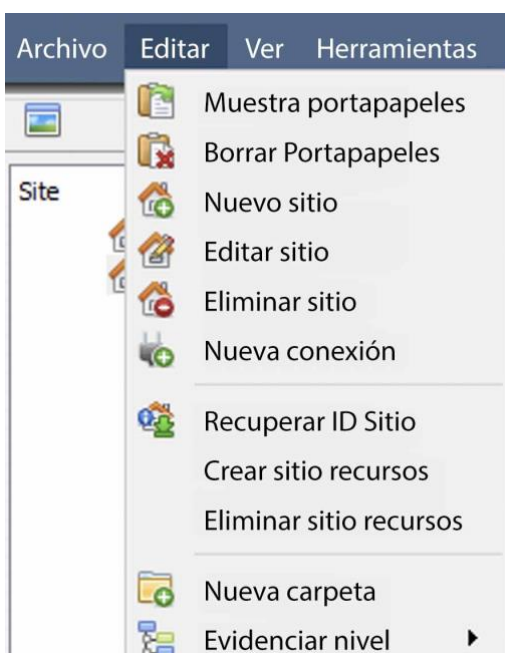 Archivo Editar Ver Herramientas
Muestra portapapeles
Borrar Portapapeles
Site
Nuevo sitio
Editar sitio
Eliminar sitio
Nueva conexión
Recuperar ID Sitio
Crear sitio recursos
Eliminar sitio recursos
Nueva carpeta
Evidenciar nivel